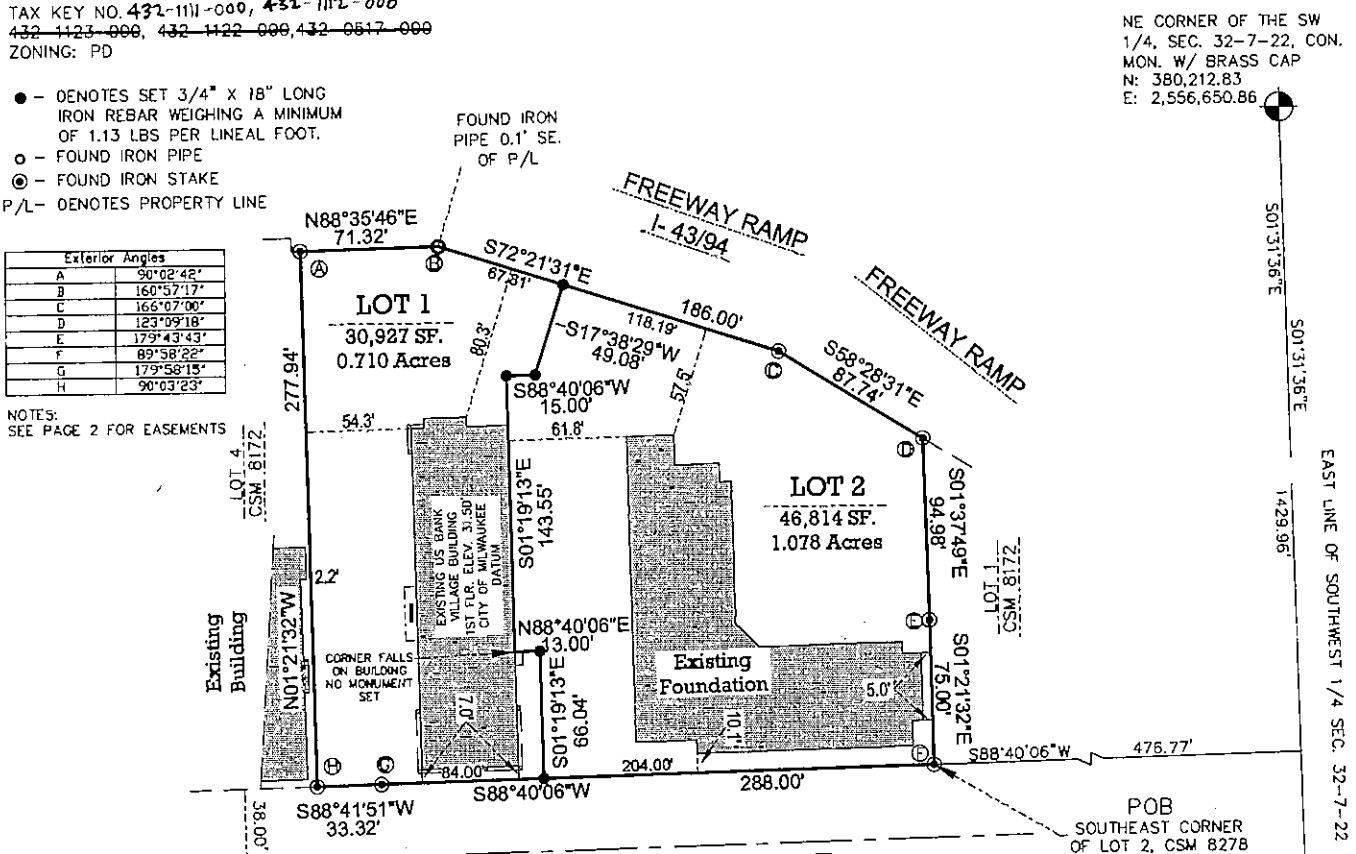 TAX KEY NO. 432-1111-000, 432-1112-000
432-1123-000, 432-1122-000, 432-0517-000
ZONING: PD
● - DENOTES SET 3/4" X 18" LONG
IRON REBAR WEIGHING A MINIMUM
OF 1.13 LBS PER LINEAL FOOT.
o - FOUND IRON PIPE
◉ - FOUND IRON STAKE
P/L- DENOTES PROPERTY LINE
Exterior Angles
A 90°02'42"
B 160°57'17"
C 166°07'00"
D 123°09'18"
E 179°43'43"
F 89°58'22"
G 179°58'15"
H 90°03'23"
NOTES:
SEE PAGE 2 FOR EASEMENTS
NE CORNER OF THE SW
1/4, SEC. 32-7-22, CON.
MON. W/ BRASS CAP
N: 380,212.83
E: 2,556,650.86
FOUND IRON
PIPE 0.1' SE.
OF P/L
FREEWAY RAMP
I-43/94
FREEWAY RAMP
N88°35'46"E
71.32'
A
B
S72°21'31"E
67.81'
186.00'
118.19'
C
S58°28'31"E
87.74'
D
LOT 1
30,927 SF.
0.710 Acres
80.3'
S17°38'29"W
49.08'
S88°40'06"W
15.00'
57.5'
277.94'
54.3'
61.8'
LOT 4
CSM 8172
LOT 2
46,814 SF.
1.078 Acres
S01°37'49"E
94.98'
S01°19'13"E
143.55'
EXISTING US BANK
VILLAGE BUILDING
1ST FLR. ELEV. 31.50'
CITY OF MILWAUKEE
DATUM
2.2'
N01°21'32"W
Existing
Building
CORNER FALLS
ON BUILDING
NO MONUMENT
SET
N88°40'06"E
13.00'
S01°19'13"E
66.04'
Existing
Foundation
E
LOT 1
CSM 8172
S01°21'32"E
75.00'
5.0'
7.0'
10.1'
H
G
F
84.00'
204.00'
288.00'
S88°40'06"W
S88°40'06"W
476.77'
S88°41'51"W
33.32'
38.00'
POB
SOUTHEAST CORNER
OF LOT 2, CSM 8278
S01°31'36"E
S01°31'36"E
1429.96'
EAST LINE OF SOUTHWEST 1/4 SEC. 32-7-22